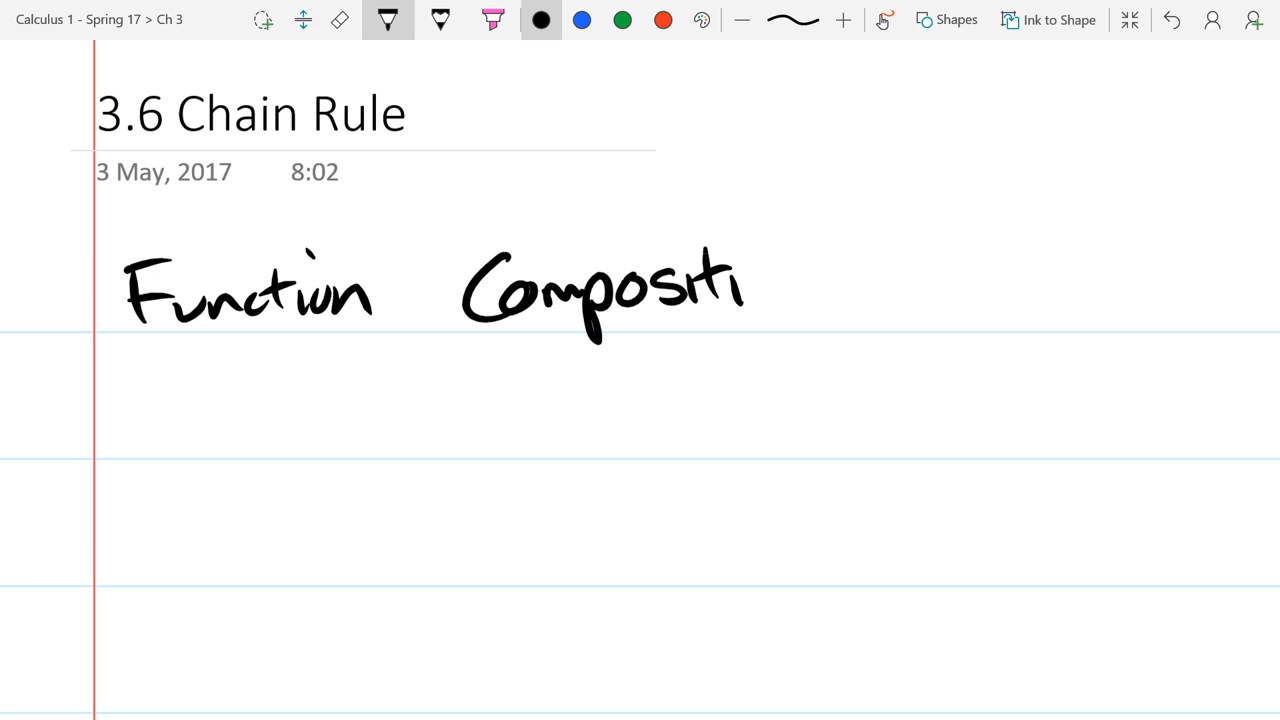 Calculus 1 - Spring 17 > Ch 3
Shapes
Ink to Shape
3.6 Chain Rule
3 May, 2017 8:02
Function Compositi